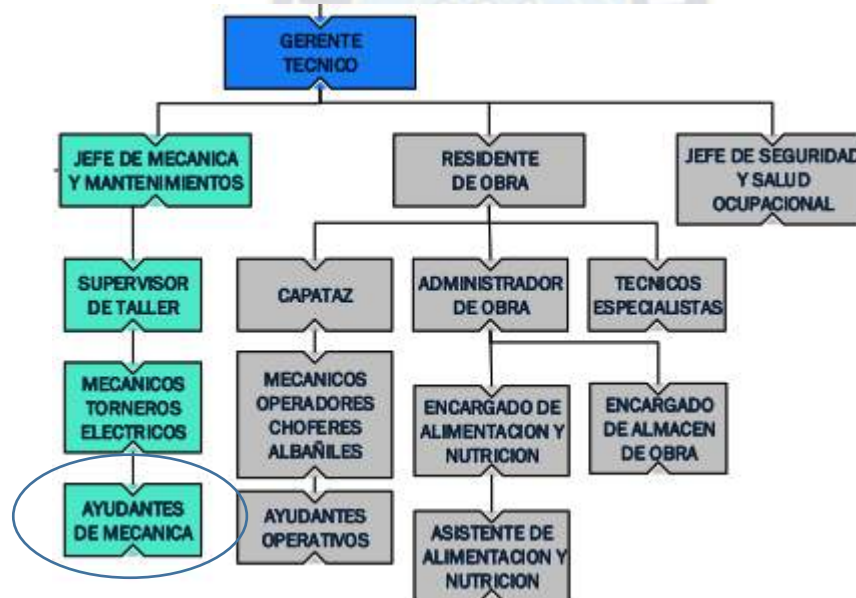 GERENTE
TECNICO
JEFE DE MECANICA
Y MANTENIMIENTOS
RESIDENTE
DE OBRA
JEFE DE SEGURIDAD
Y SALUD
OCUPACIONAL
SUPERVISOR
DE TALLER
CAPATAZ
ADMINISTRADOR
DE OBRA
TECNICOS
ESPECIALISTAS
MECANICOS
TORNEROS
ELECTRICOS
MECANICOS
OPERADORES
CHOFERES
ALBAÑILES
ENCARGADO DE
ALIMENTACION Y
NUTRICION
ENCARGADO
DE ALMACEN
DE OBRA
AYUDANTES
DE MECANICA
AYUDANTES
OPERATIVOS
ASISTENTE DE
ALIMENTACION Y
NUTRICION